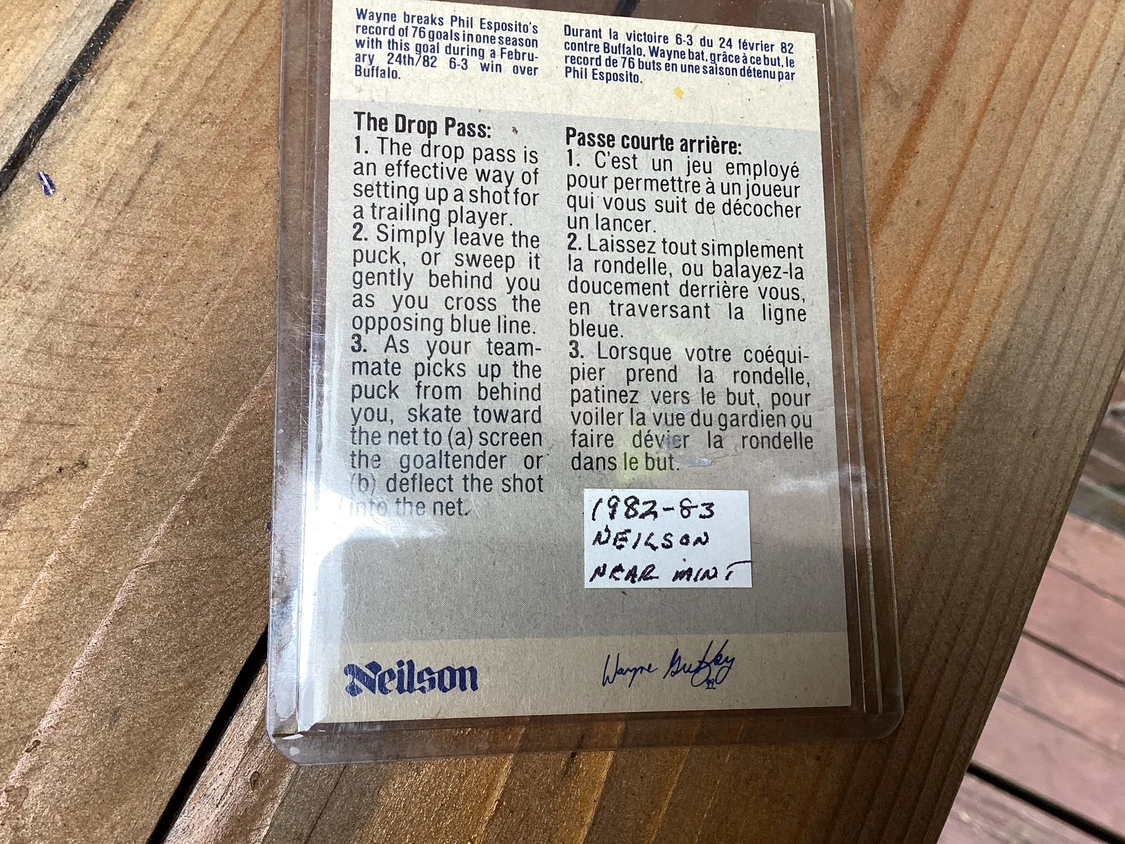 Wayne breaks Phil Esposito's
record of 76 goals in one season
with this goal during a Febru-
ary 24th/82 6-3 win over
Buffalo.
Durant la victoire 6-3 du 24 février 82
contre Buffalo, Wayne bat, grâce à ce but, le
record de 76 buts en une saison détenu par
Phil Esposito.
The Drop Pass:
1. The drop pass is
an effective way of
setting up a shot for
a trailing player.
2. Simply leave the
puck, or sweep it
gently behind you
as you cross the
opposing blue line.
3. As your team-
mate picks up the
puck from behind
you, skate toward
the net to (a) screen
the goaltender or
(b) deflect the shot
into the net.
Passe courte arrière:
1. C'est un jeu employé
pour permettre à un joueur
qui vous suit de décocher
un lancer.
2. Laissez tout simplement
la rondelle, ou balayez-la
doucement derrière vous,
en traversant la ligne
bleue.
3. Lorsque votre coéqui-
pier prend la rondelle,
patinez vers le but, pour
voiler la vue du gardien ou
faire dévier la rondelle
dans le but.
1982-83
NEILSON
NEAR MINT
Neilson
Wayne Gretzky